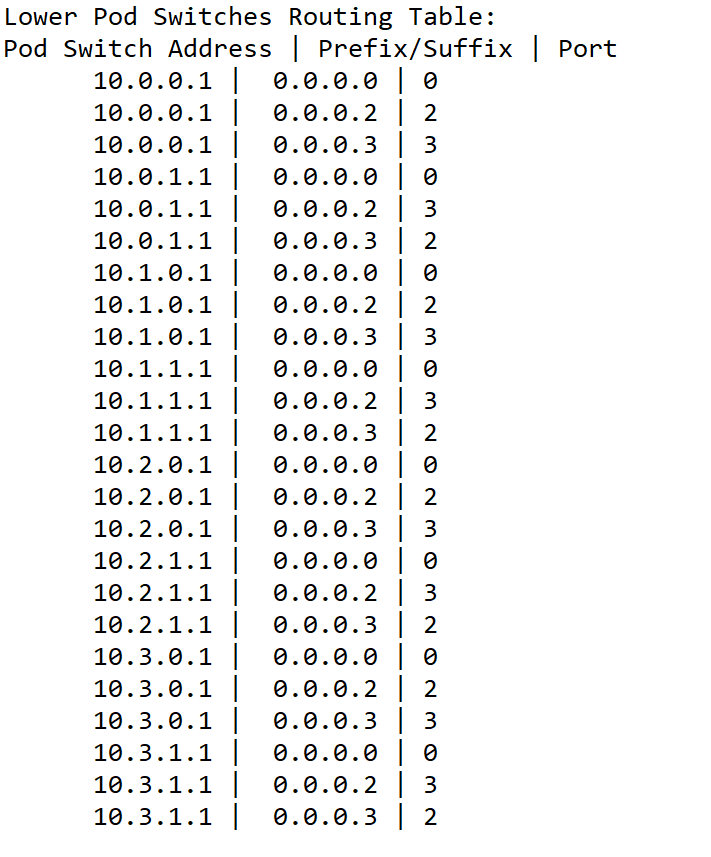 Lower Pod Switches Routing Table:
Pod Switch Address | Prefix/Suffix | Port
10.0.0.1 | 0.0.0.0 | 0
10.0.0.1 | 0.0.0.2 | 2
10.0.0.1 | 0.0.0.3 | 3
10.0.1.1 | 0.0.0.0 | 0
10.0.1.1 | 0.0.0.2 | 3
10.0.1.1 | 0.0.0.3 | 2
10.1.0.1 | 0.0.0.0 | 0
10.1.0.1 | 0.0.0.2 | 2
10.1.0.1 | 0.0.0.3 | 3
10.1.1.1 | 0.0.0.0 | 0
10.1.1.1 | 0.0.0.2 | 3
10.1.1.1 | 0.0.0.3 | 2
10.2.0.1 | 0.0.0.0 | 0
10.2.0.1 | 0.0.0.2 | 2
10.2.0.1 | 0.0.0.3 | 3
10.2.1.1 | 0.0.0.0 | 0
10.2.1.1 | 0.0.0.2 | 3
10.2.1.1 | 0.0.0.3 | 2
10.3.0.1 | 0.0.0.0 | 0
10.3.0.1 | 0.0.0.2 | 2
10.3.0.1 | 0.0.0.3 | 3
10.3.1.1 | 0.0.0.0 | 0
10.3.1.1 | 0.0.0.2 | 3
10.3.1.1 | 0.0.0.3 | 2